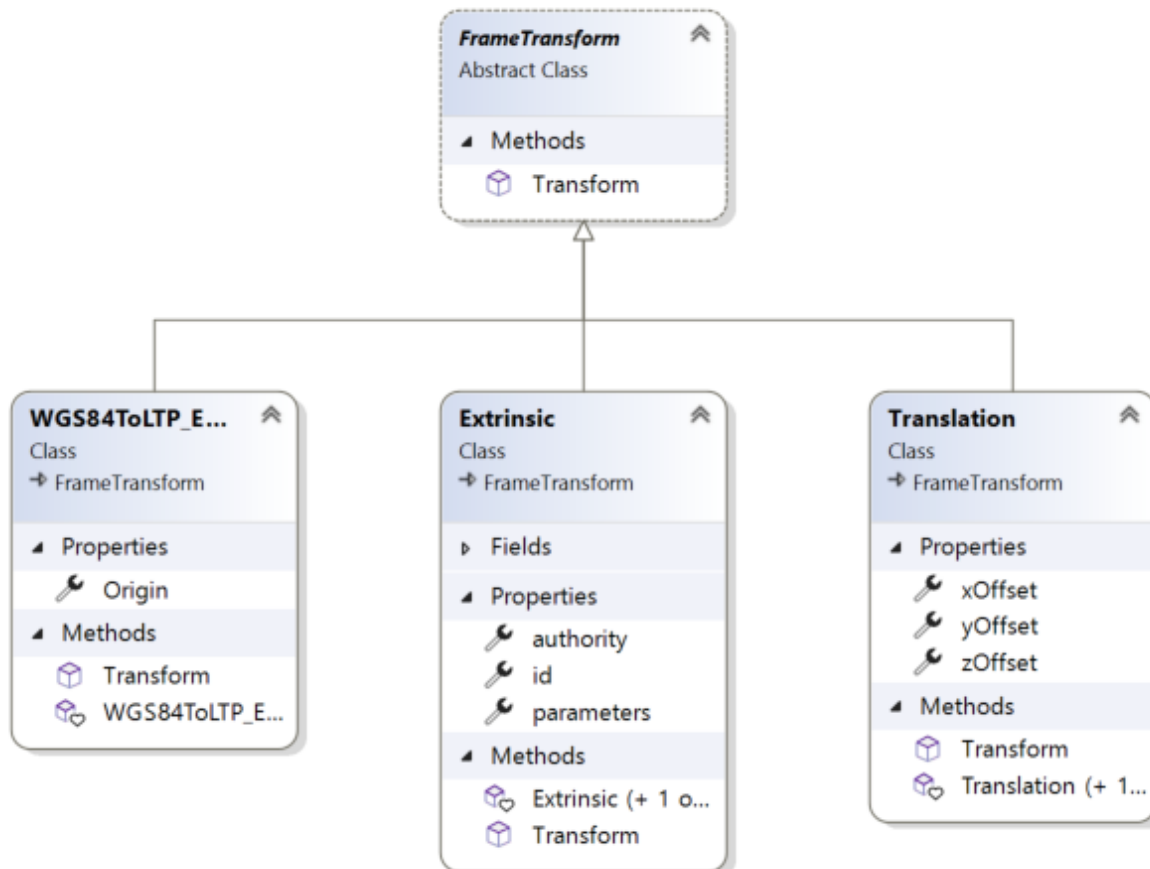 FrameTransform
Abstract Class
Methods
Transform
WGS84ToLTP_E...
Class
FrameTransform
Properties
Origin
Methods
Transform
WGS84ToLTP_E...
Extrinsic
Class
FrameTransform
Fields
Properties
authority
id
parameters
Methods
Extrinsic (+ 1 o...
Transform
Translation
Class
FrameTransform
Properties
xOffset
yOffset
zOffset
Methods
Transform
Translation (+ 1...